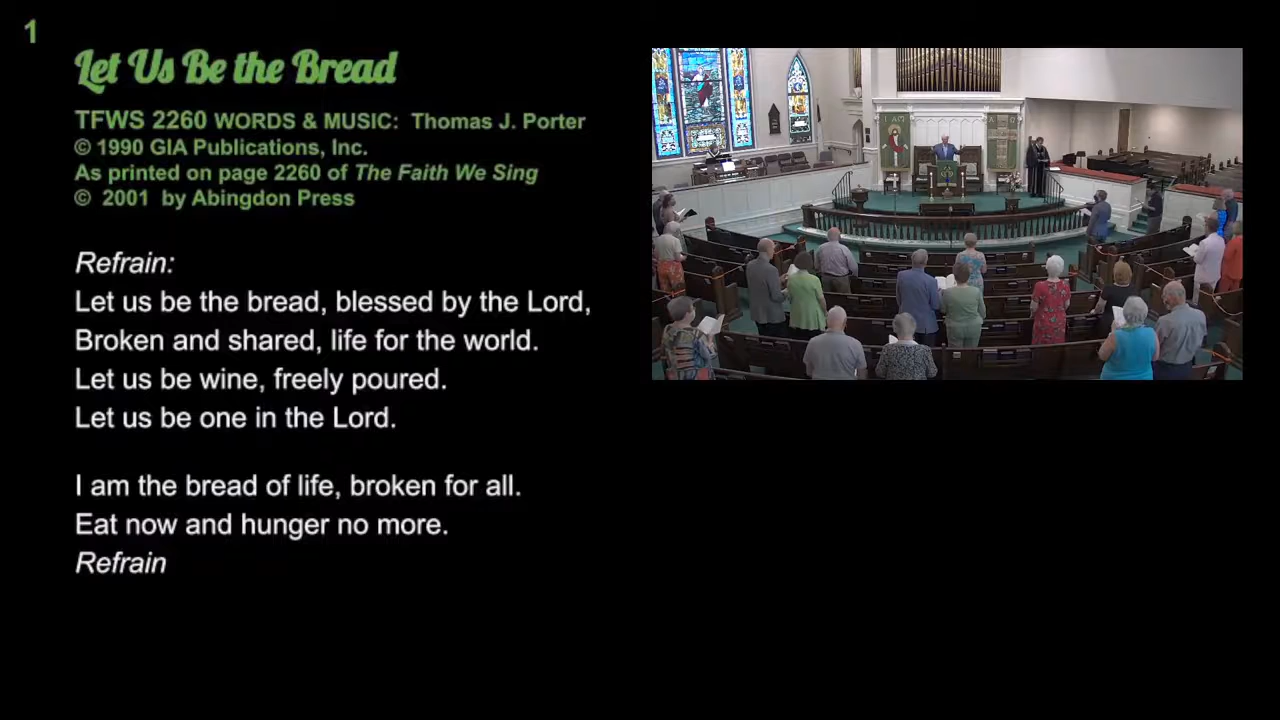 1
Let Us Be the Bread
TFWS 2260 WORDS & MUSIC: Thomas J. Porter
© 1990 GIA Publications, Inc.
As printed on page 2260 of The Faith We Sing
© 2001 by Abingdon Press
Refrain:
Let us be the bread, blessed by the Lord,
Broken and shared, life for the world.
Let us be wine, freely poured.
Let us be one in the Lord.
I am the bread of life, broken for all.
Eat now and hunger no more.
Refrain
I AM